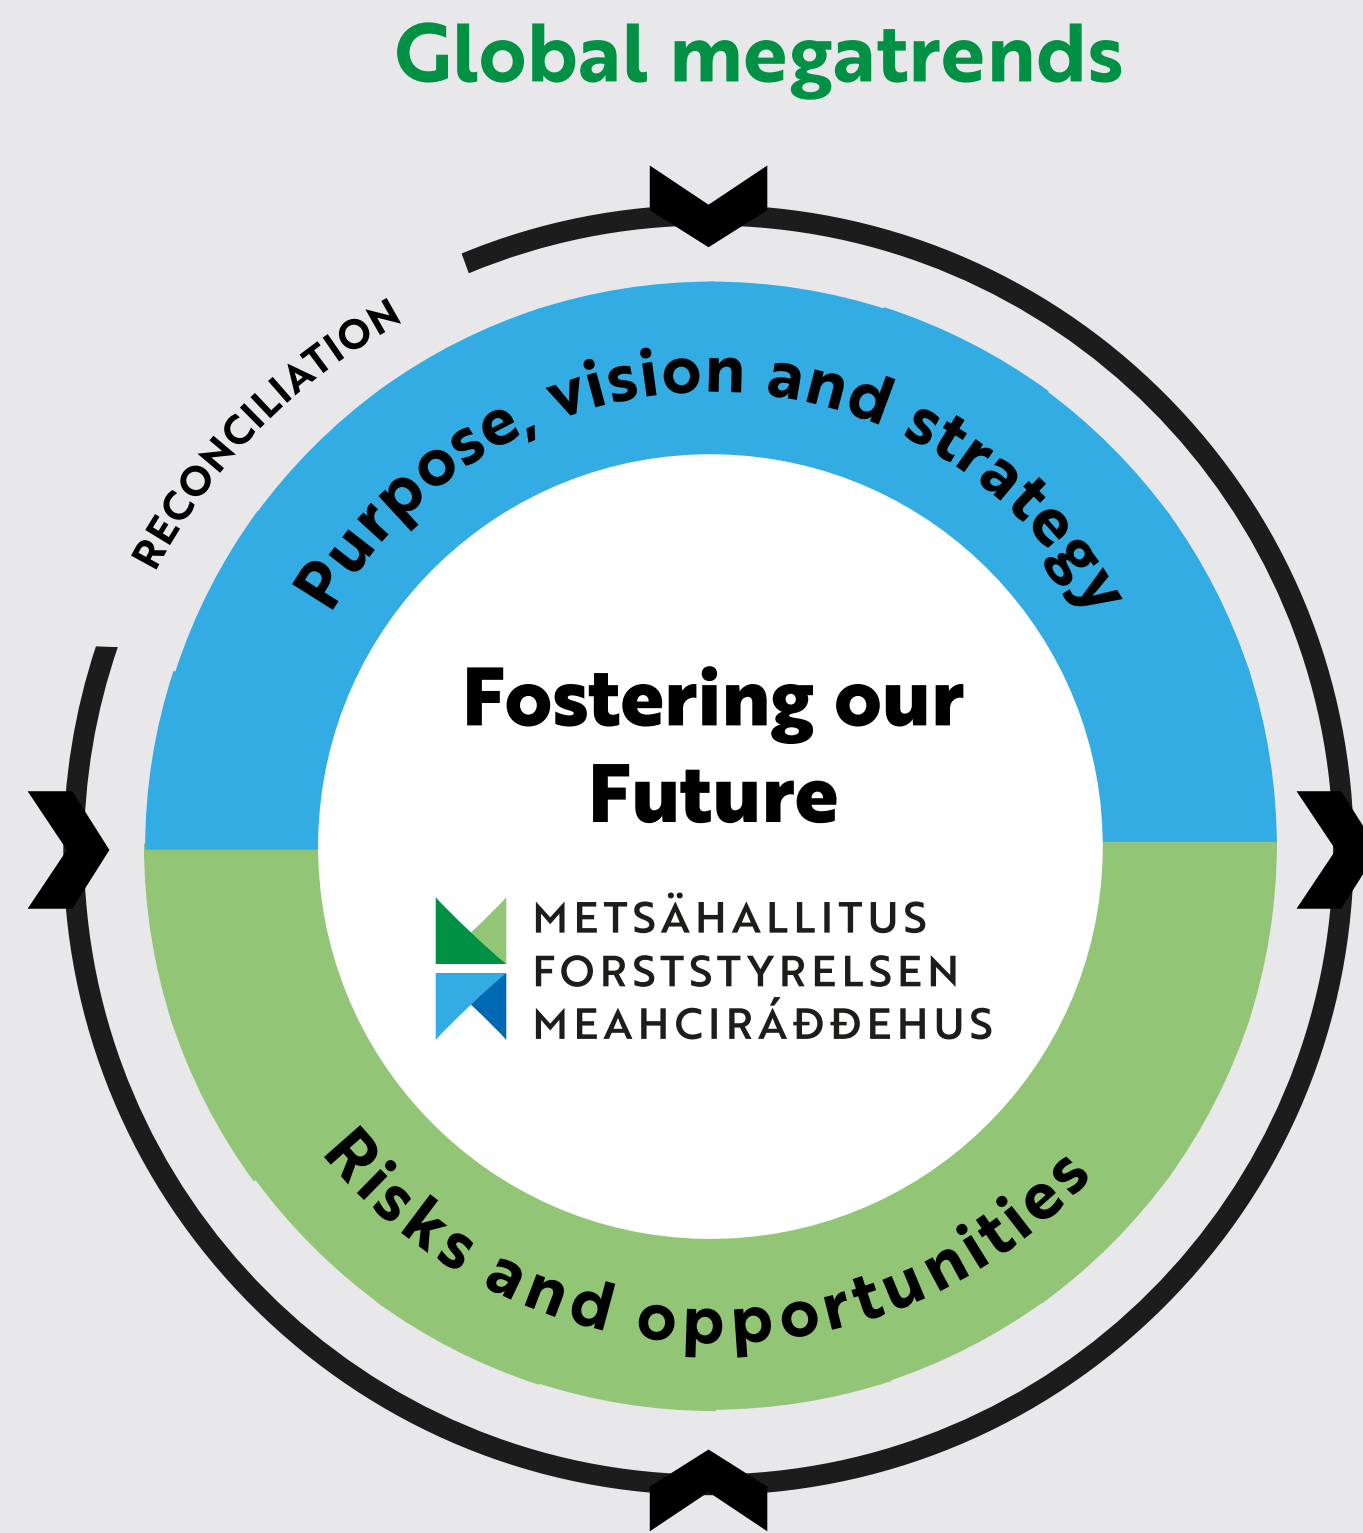 Global megatrends
RECONCILIATION
Purpose, vision and strategy
Fostering our
Future
METSÄHALLITUS
FORSTSTYRELSEN
MEAHCIRÁĐĐEHUS
Risks and opportunities